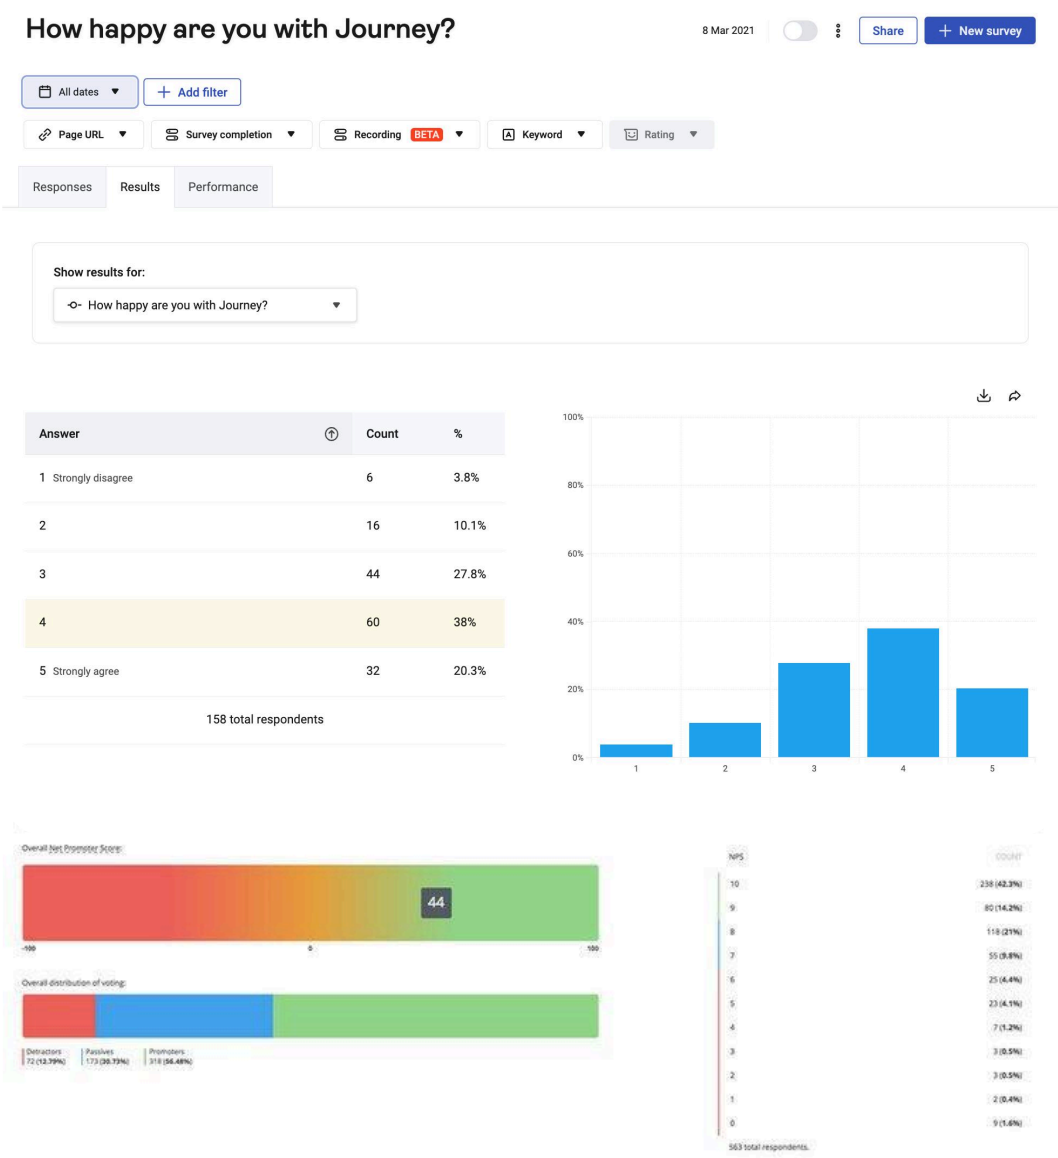 How happy are you with Journey?
8 Mar 2021
Share
+ New survey
All dates
+ Add filter
Page URL
Survey completion
Recording BETA
Keyword
Rating
Responses
Results
Performance
Show results for:
How happy are you with Journey?
Answer Count %
1 Strongly disagree 6 3.8%
2 16 10.1%
3 44 27.8%
4 60 38%
5 Strongly agree 32 20.3%
158 total respondents
100%
80%
60%
40%
20%
0%
1 2 3 4 5
Overall Net Promoter Score:
44
-100 0 100
Overall distribution of voting:
Detractors
72 (12.79%)
Passives
173 (30.73%)
Promoters
318 (56.48%)
NPS COUNT
10 238 (42.3%)
9 80 (14.2%)
8 118 (21%)
7 55 (9.8%)
6 25 (4.4%)
5 23 (4.1%)
4 7 (1.2%)
3 3 (0.5%)
2 3 (0.5%)
1 2 (0.4%)
0 9 (1.6%)
563 total respondents.